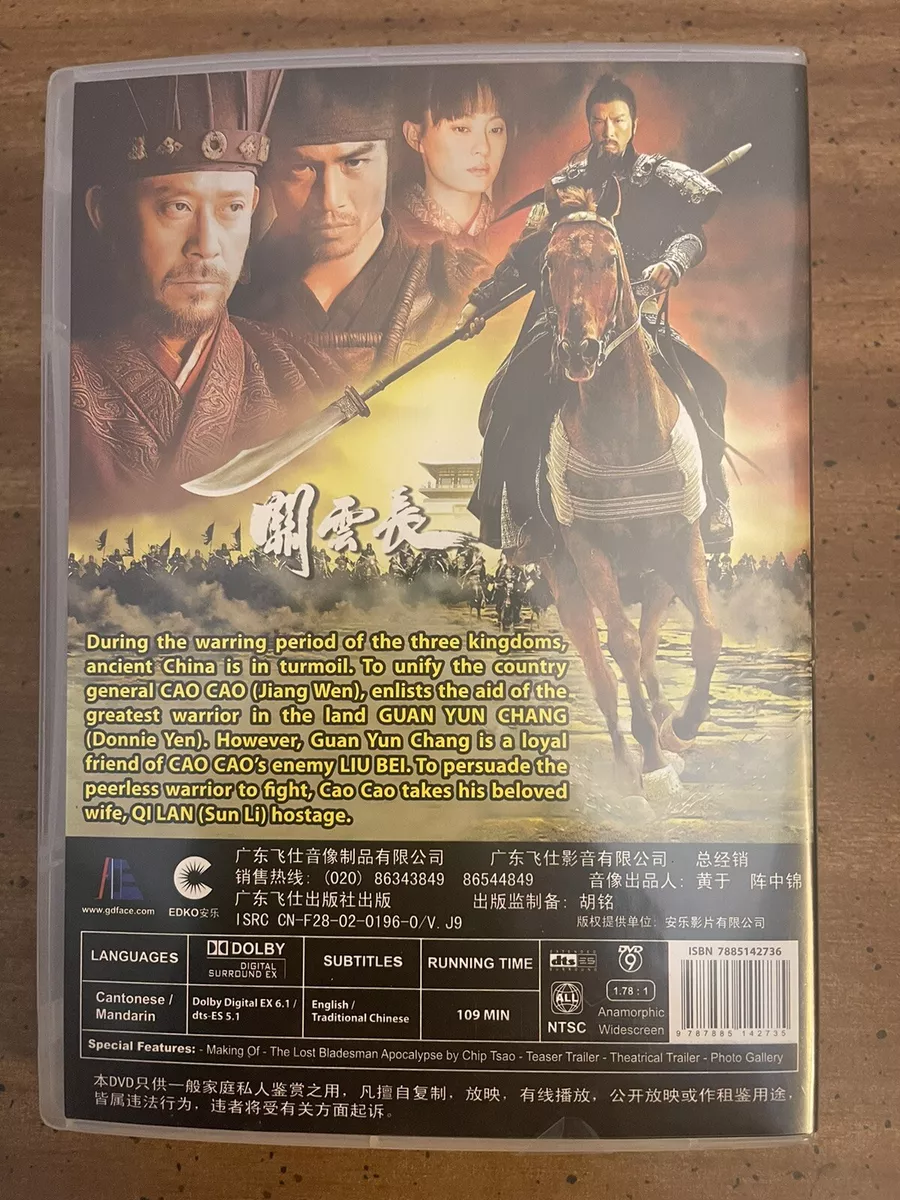 關雲長
During the warring period of the three kingdoms,
ancient China is in turmoil. To unify the country
general CAO CAO (Jiang Wen), enlists the aid of the
greatest warrior in the land GUAN YUN CHANG
(Donnie Yen). However, Guan Yun Chang is a loyal
friend of CAO CAO's enemy LIU BEI. To persuade the
peerless warrior to fight, Cao Cao takes his beloved
wife, QI LAN (Sun Li) hostage.
广东飞仕音像制品有限公司 广东飞仕影音有限公司 总经销
销售热线: (020) 86343849 86544849 音像出品人: 黄于 阵中锦
广东飞仕出版社出版 出版监制备: 胡铭
ISRC CN-F28-02-0196-0/V.J9 版权提供单位: 安乐影片有限公司
www.gdface.com
EDKO安乐
LANGUAGES
Cantonese /
Mandarin
DOLBY
DIGITAL
SURROUND EX
Dolby Digital EX 6.1 /
dts-ES 5.1
SUBTITLES
English /
Traditional Chinese
RUNNING TIME
109 MIN
EXTENDED
dts ES
SURROUND
DVD
9
ALL
NTSC
1.78 : 1
Anamorphic
Widescreen
ISBN 7885142736
9 787885 142735
Special Features: - Making Of - The Lost Bladesman Apocalypse by Chip Tsao - Teaser Trailer - Theatrical Trailer - Photo Gallery
本DVD只供一般家庭私人鉴赏之用，凡擅自复制，放映，有线播放，公开放映或作租鉴用途，
皆属违法行为，违者将受有关方面起诉。